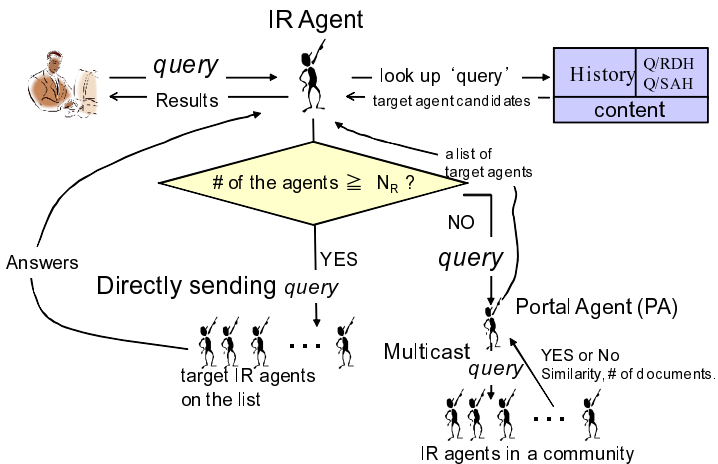 IR Agent
query
Results
look up ‘query’
target agent candidates
History
Q/RDH
Q/SAH
content
a list of
target agents
# of the agents ≧ NR ?
NO
query
YES
Answers
Directly sending query
Portal Agent (PA)
target IR agents
on the list
Multicast
query
YES or No
Similarity, # of documents.
IR agents in a community